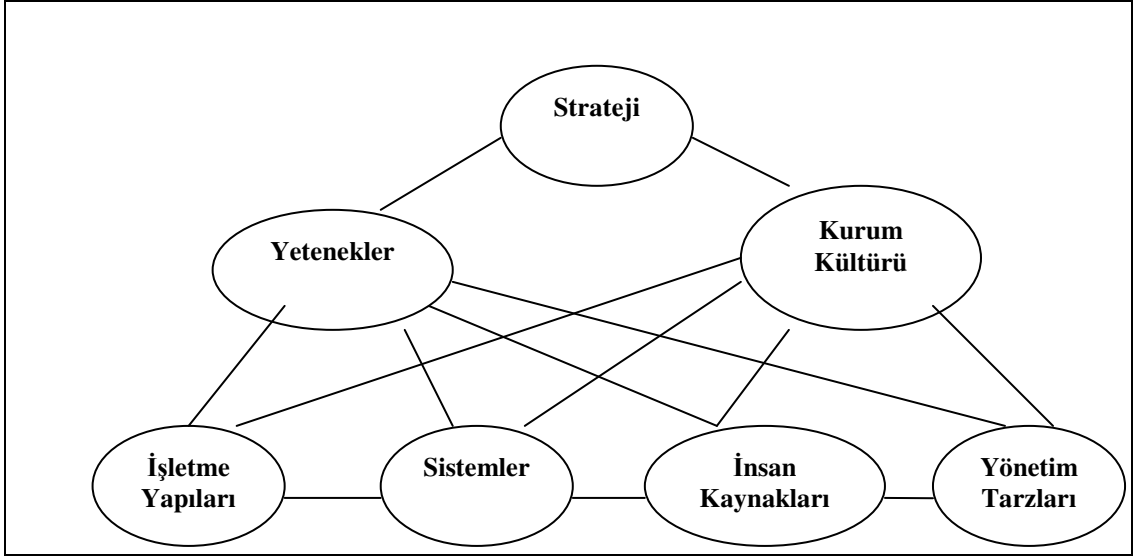 Strateji
Yetenekler
Kurum
Kültürü
İşletme
Yapıları
Sistemler
İnsan
Kaynakları
Yönetim
Tarzları